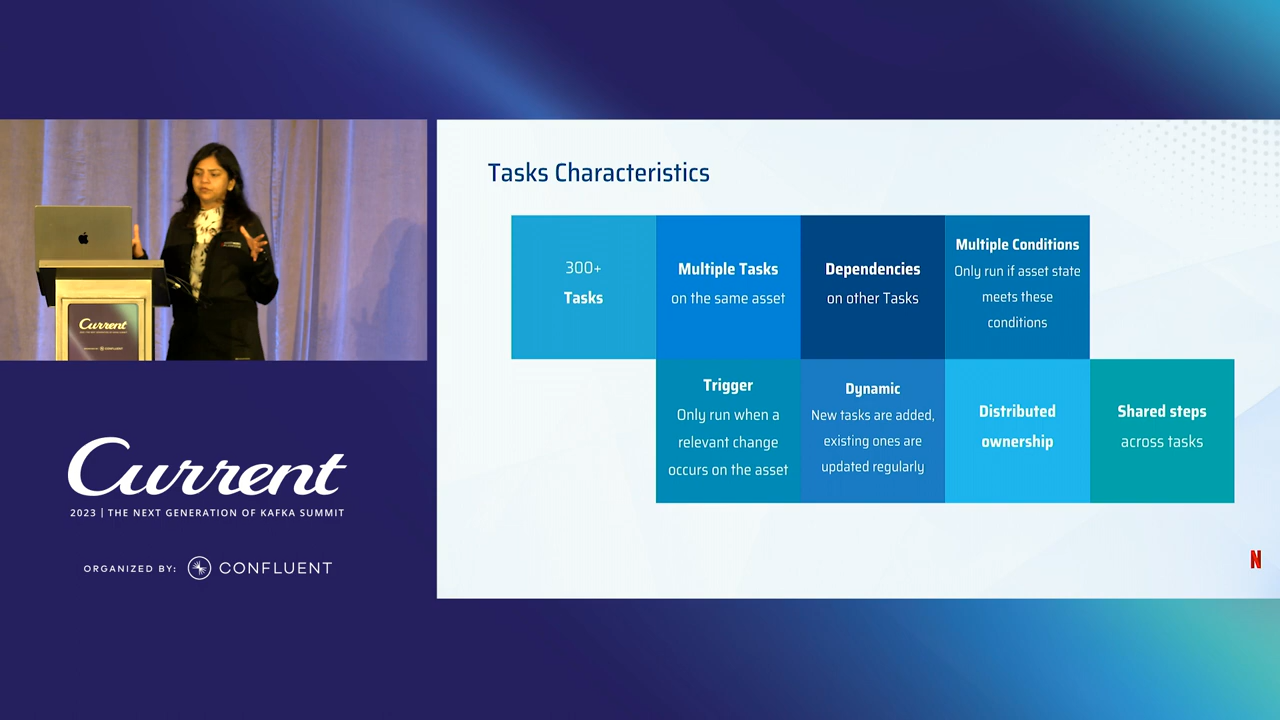 Tasks Characteristics
300+
Tasks
Multiple Tasks
on the same asset
Dependencies
on other Tasks
Multiple Conditions
Only run if asset state
meets these
conditions
Trigger
Only run when a
relevant change
occurs on the asset
Dynamic
New tasks are added,
existing ones are
updated regularly
Distributed
ownership
Shared steps
across tasks
N
Current
Current
2023 | THE NEXT GENERATION OF KAFKA SUMMIT
ORGANIZED BY: CONFLUENT